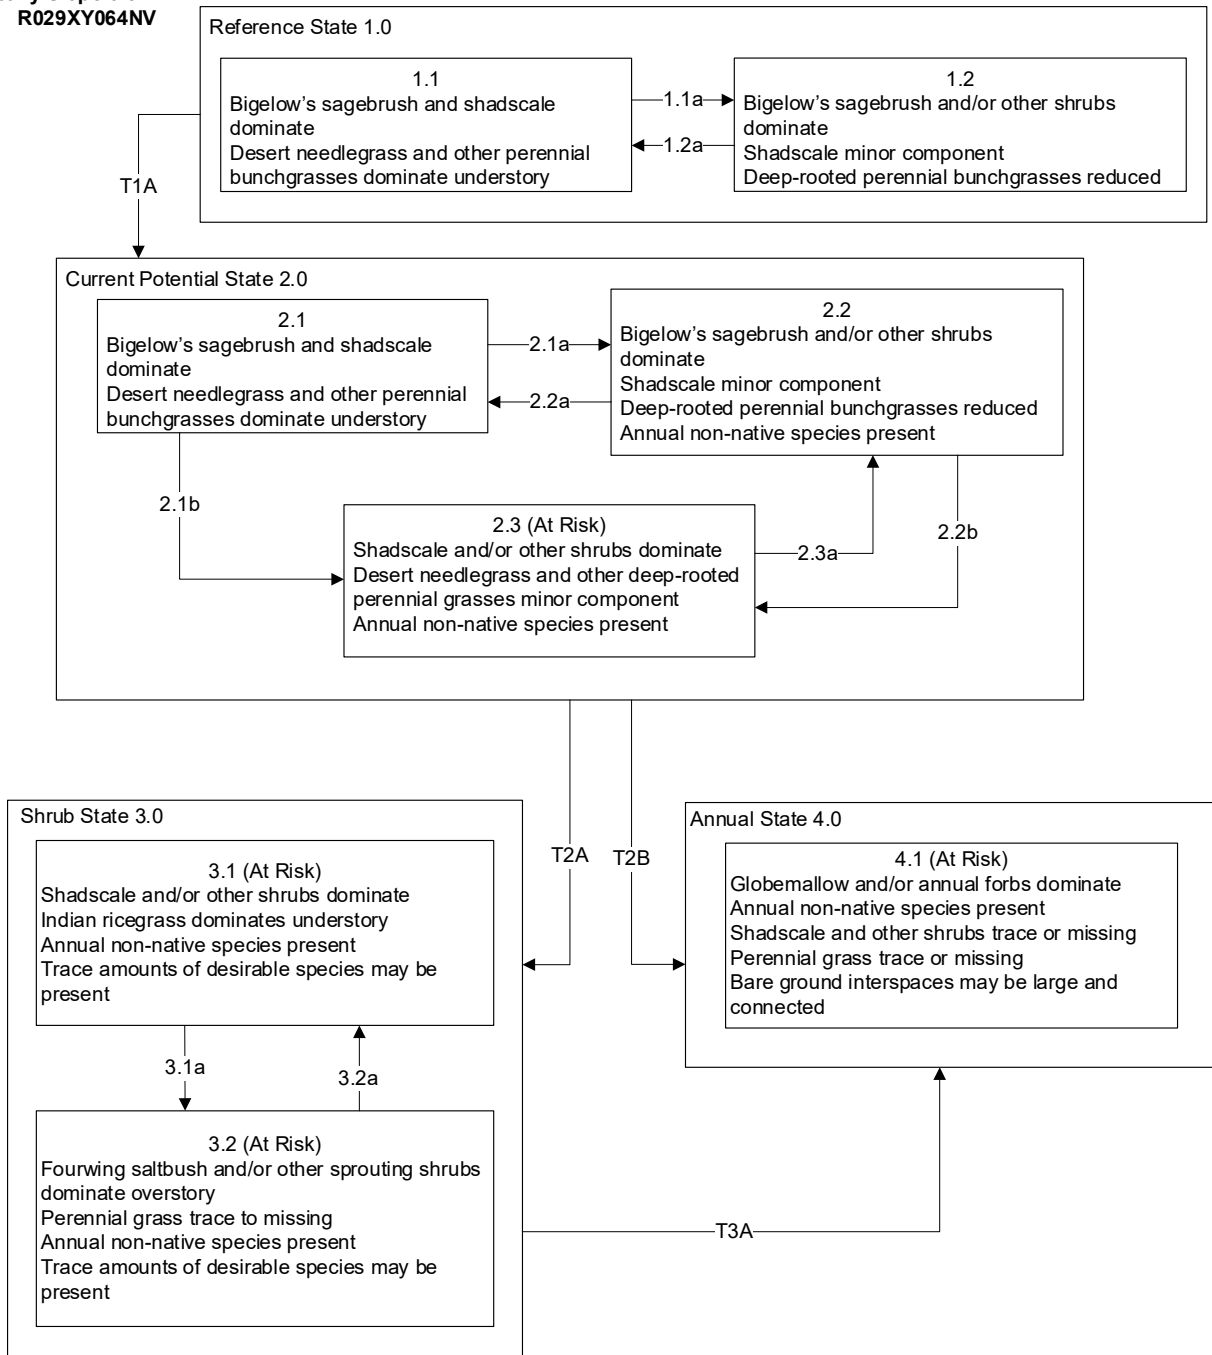 R029XY064NV
Reference State 1.0
1.1
Bigelow's sagebrush and shadscale
dominate
Desert needlegrass and other perennial
bunchgrasses dominate understory
1.1a
1.2a
1.2
Bigelow's sagebrush and/or other shrubs
dominate
Shadscale minor component
Deep-rooted perennial bunchgrasses reduced
T1A
Current Potential State 2.0
2.1
Bigelow's sagebrush and shadscale
dominate
Desert needlegrass and other perennial
bunchgrasses dominate understory
2.1a
2.2a
2.2
Bigelow's sagebrush and/or other shrubs
dominate
Shadscale minor component
Deep-rooted perennial bunchgrasses reduced
Annual non-native species present
2.1b
2.3 (At Risk)
Shadscale and/or other shrubs dominate
Desert needlegrass and other deep-rooted
perennial grasses minor component
Annual non-native species present
2.3a
2.2b
T2A
T2B
Shrub State 3.0
3.1 (At Risk)
Shadscale and/or other shrubs dominate
Indian ricegrass dominates understory
Annual non-native species present
Trace amounts of desirable species may be
present
3.1a
3.2a
3.2 (At Risk)
Fourwing saltbush and/or other sprouting shrubs
dominate overstory
Perennial grass trace to missing
Annual non-native species present
Trace amounts of desirable species may be
present
Annual State 4.0
4.1 (At Risk)
Globemallow and/or annual forbs dominate
Annual non-native species present
Shadscale and other shrubs trace or missing
Perennial grass trace or missing
Bare ground interspaces may be large and
connected
T3A